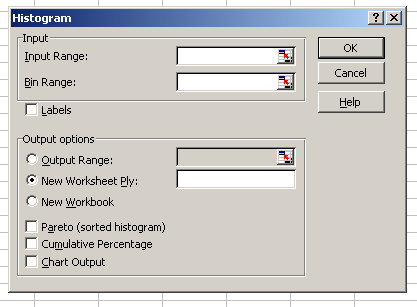 Histogram
Input
Input Range:
OK
Bin Range:
Cancel
Labels
Help
Output options
Output Range:
New Worksheet Ply:
New Workbook
Pareto (sorted histogram)
Cumulative Percentage
Chart Output